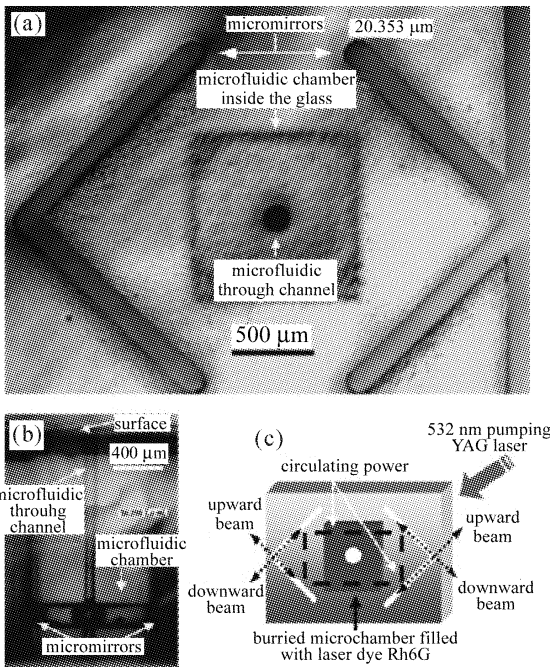 (a)
micromirrors
20.353 μm
microfluidic chamber
inside the glass
microfluidic
through channel
500 μm
(b)
surface
400 μm
microfluidic
throuhg
channel
microfluidic
chamber
micromirrors
(c)
532 nm pumping
YAG laser
circulating power
upward
beam
upward
beam
downward
beam
downward
beam
burried microchamber filled
with laser dye Rh6G